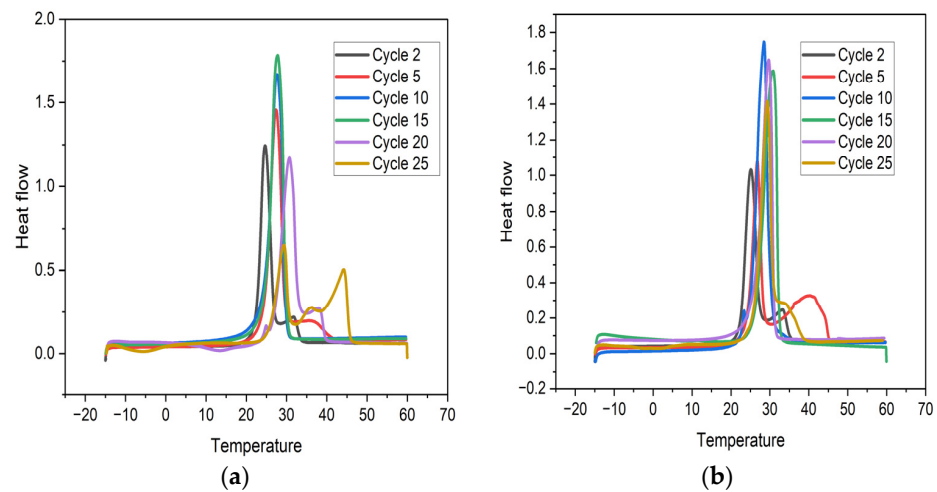 2.0
1.5
1.0
0.5
0.0
Heat flow
−20 −10 0 10 20 30 40 50 60 70
Temperature
Cycle 2
Cycle 5
Cycle 10
Cycle 15
Cycle 20
Cycle 25
(a)
1.8
1.6
1.4
1.2
1.0
0.8
0.6
0.4
0.2
0.0
−0.2
Heat flow
−20 −10 0 10 20 30 40 50 60 70
Temperature
Cycle 2
Cycle 5
Cycle 10
Cycle 15
Cycle 20
Cycle 25
(b)